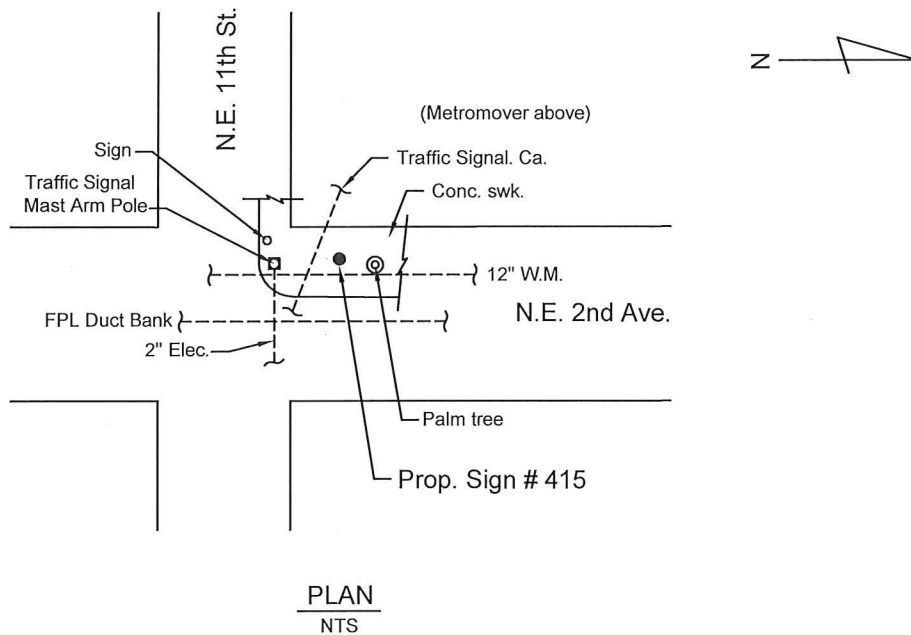 N.E. 11th St.
N
(Metromover above)
Sign
Traffic Signal. Ca.
Traffic Signal
Mast Arm Pole
Conc. swk.
12" W.M.
FPL Duct Bank
N.E. 2nd Ave.
2" Elec.
Palm tree
Prop. Sign # 415
PLAN
NTS